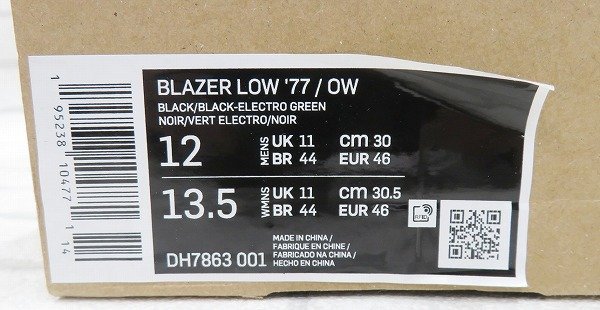 BLAZER LOW '77 / OW
BLACK/BLACK-ELECTRO GREEN
NOIR/VERT ELECTRO/NOIR
12 MENS UK 11 cm 30
BR 44 EUR 46
13.5 WMNS UK 11 cm 30.5
BR 44 EUR 46
RFID
MADE IN CHINA /
FABRIQUE EN CHINE /
FABRICADO NA CHINA /
HECHO EN CHINA
DH7863 001
1 95238 10477 114